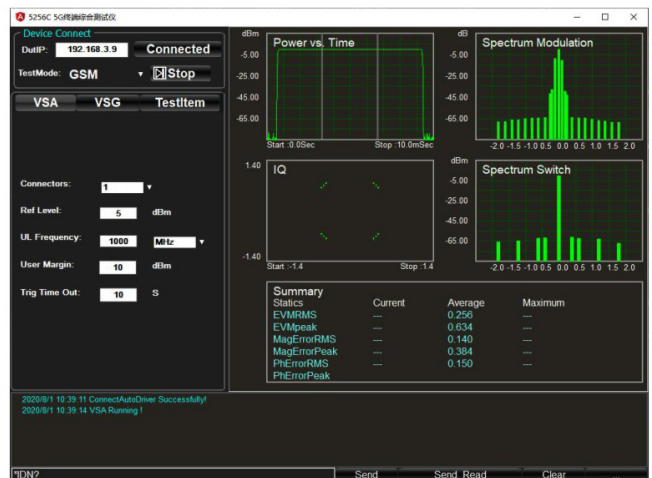 5256C 5G终端综合测试仪
Device Connect
DutIP: 192.168.3.9 Connected
TestMode: GSM Stop
VSA VSG TestItem
Connectors: 1
Ref Level: 5 dBm
UL Frequency: 1000 MHz
User Margin: 10 dBm
Trig Time Out: 10 S
dBm
Power vs. Time
-5.00
-25.00
-45.00
-65.00
Start :0.0Sec Stop :10.0mSec
dB
Spectrum Modulation
-5.00
-25.00
-45.00
-65.00
-2.0 -1.5 -1.0 0.5 0.0 0.5 1.0 1.5 2.0
1.40
IQ
-1.40
Start :-1.4 Stop :1.4
dBm
Spectrum Switch
-5.00
-25.00
-45.00
-65.00
-2.0 -1.5 -1.0 0.5 0.0 0.5 1.0 1.5 2.0
Summary
Statics Current Average Maximum
EVMRMS --- 0.256 ---
EVMpeak --- 0.634 ---
MagErrorRMS --- 0.140 ---
MagErrorPeak --- 0.384 ---
PhErrorRMS --- 0.150 ---
PhErrorPeak
2020/8/1 10:39:11 ConnectAutoDriver Successfully!
2020/8/1 10:39:14 VSA Running !
*IDN? Send Send_Read Clear ...